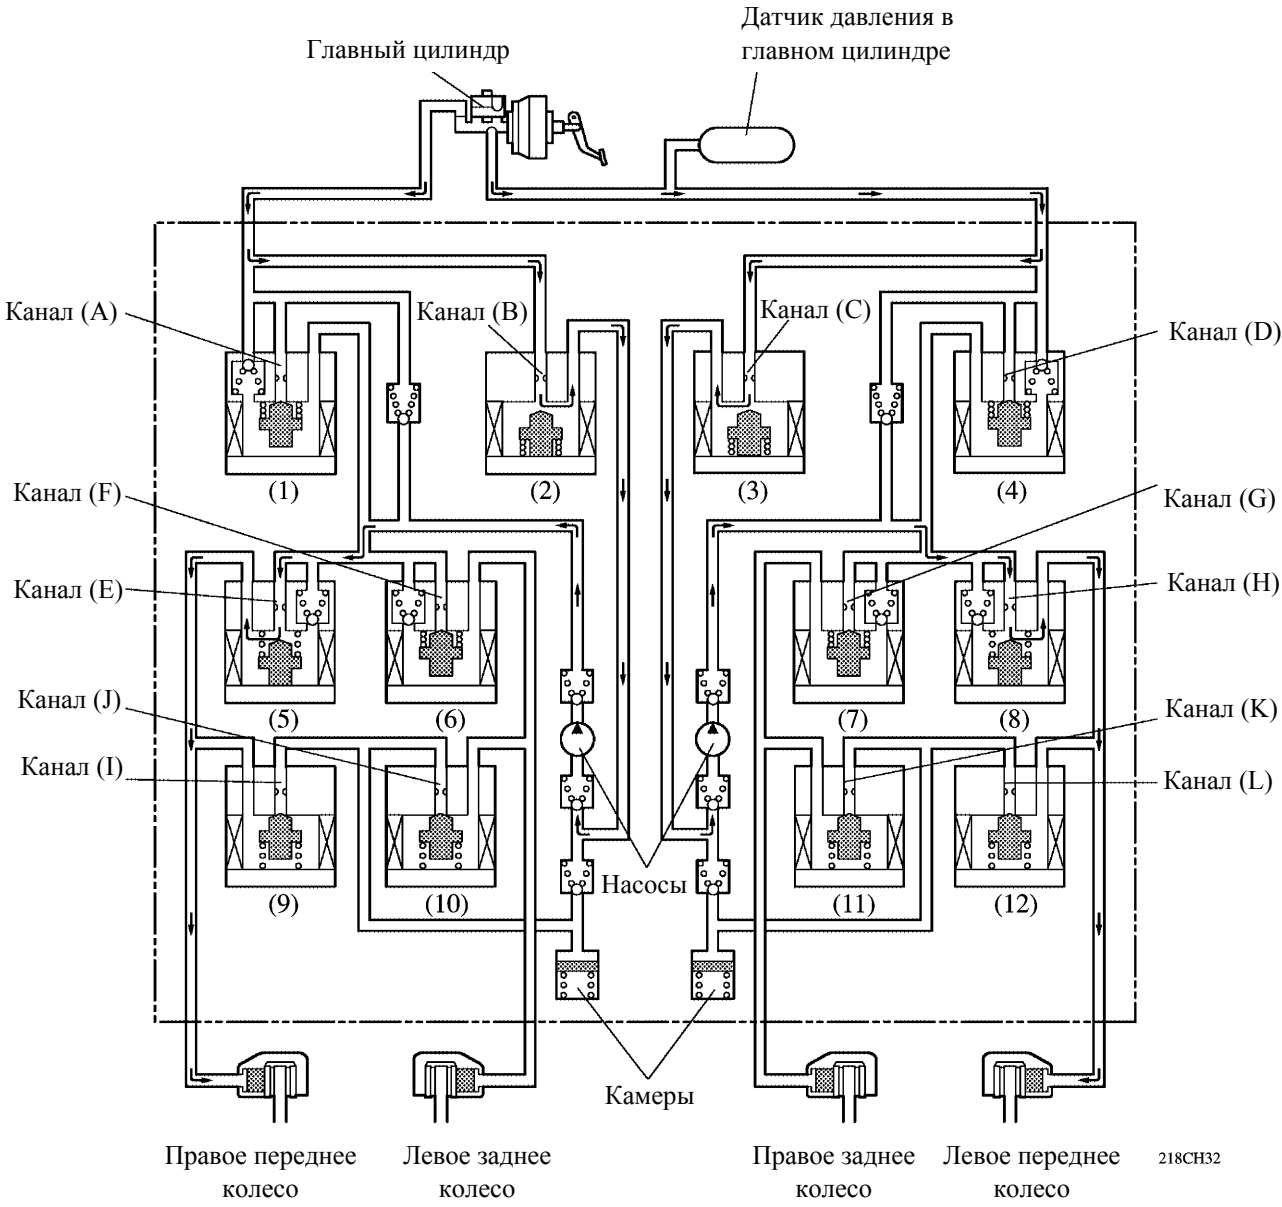 Датчик давления в
главном цилиндре
Главный цилиндр
Канал (A)
Канал (B)
Канал (C)
Канал (D)
(1)
(2)
(3)
(4)
Канал (F)
Канал (G)
Канал (E)
Канал (H)
Канал (J)
(5)
(6)
(7)
(8)
Канал (K)
Канал (I)
Канал (L)
Насосы
(9)
(10)
(11)
(12)
Камеры
Правое переднее
колесо
Левое заднее
колесо
Правое заднее
колесо
Левое переднее
колесо
218CH32